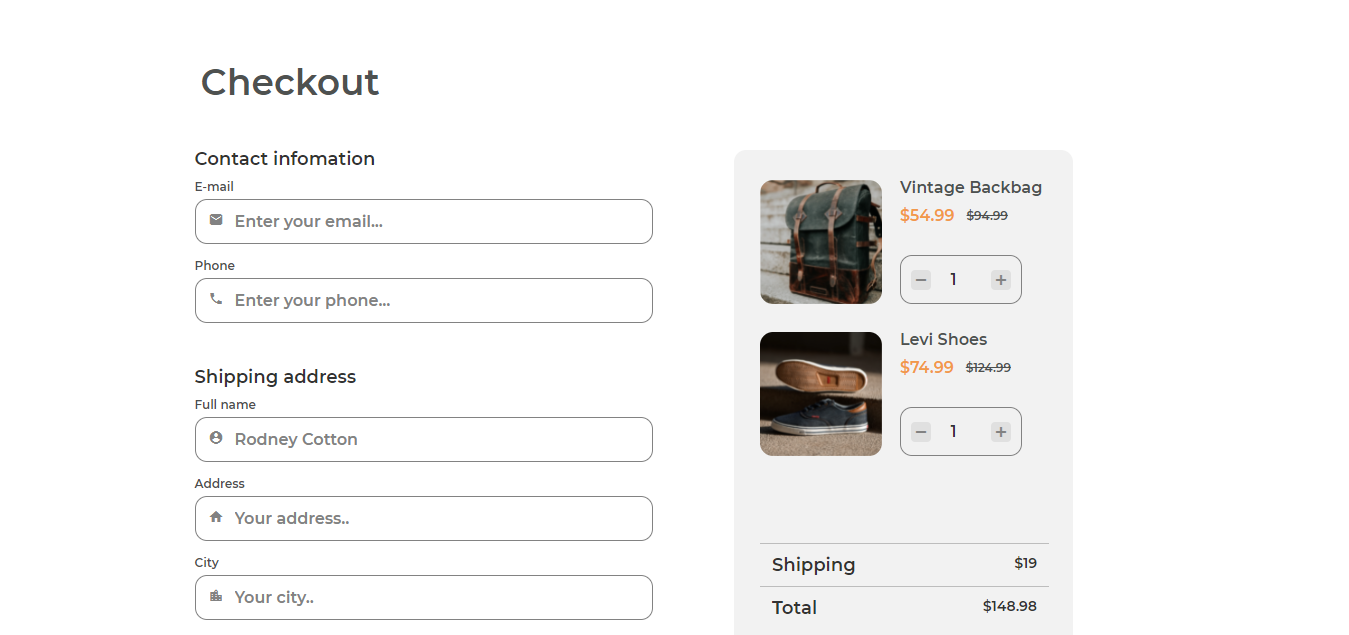 Checkout
Contact infomation
E-mail
Enter your email...
Phone
Enter your phone...
Shipping address
Full name
Rodney Cotton
Address
Your address..
City
Your city..
Vintage Backbag
$54.99 $94.99
− 1 +
Levi Shoes
$74.99 $124.99
− 1 +
Shipping $19
Total $148.98